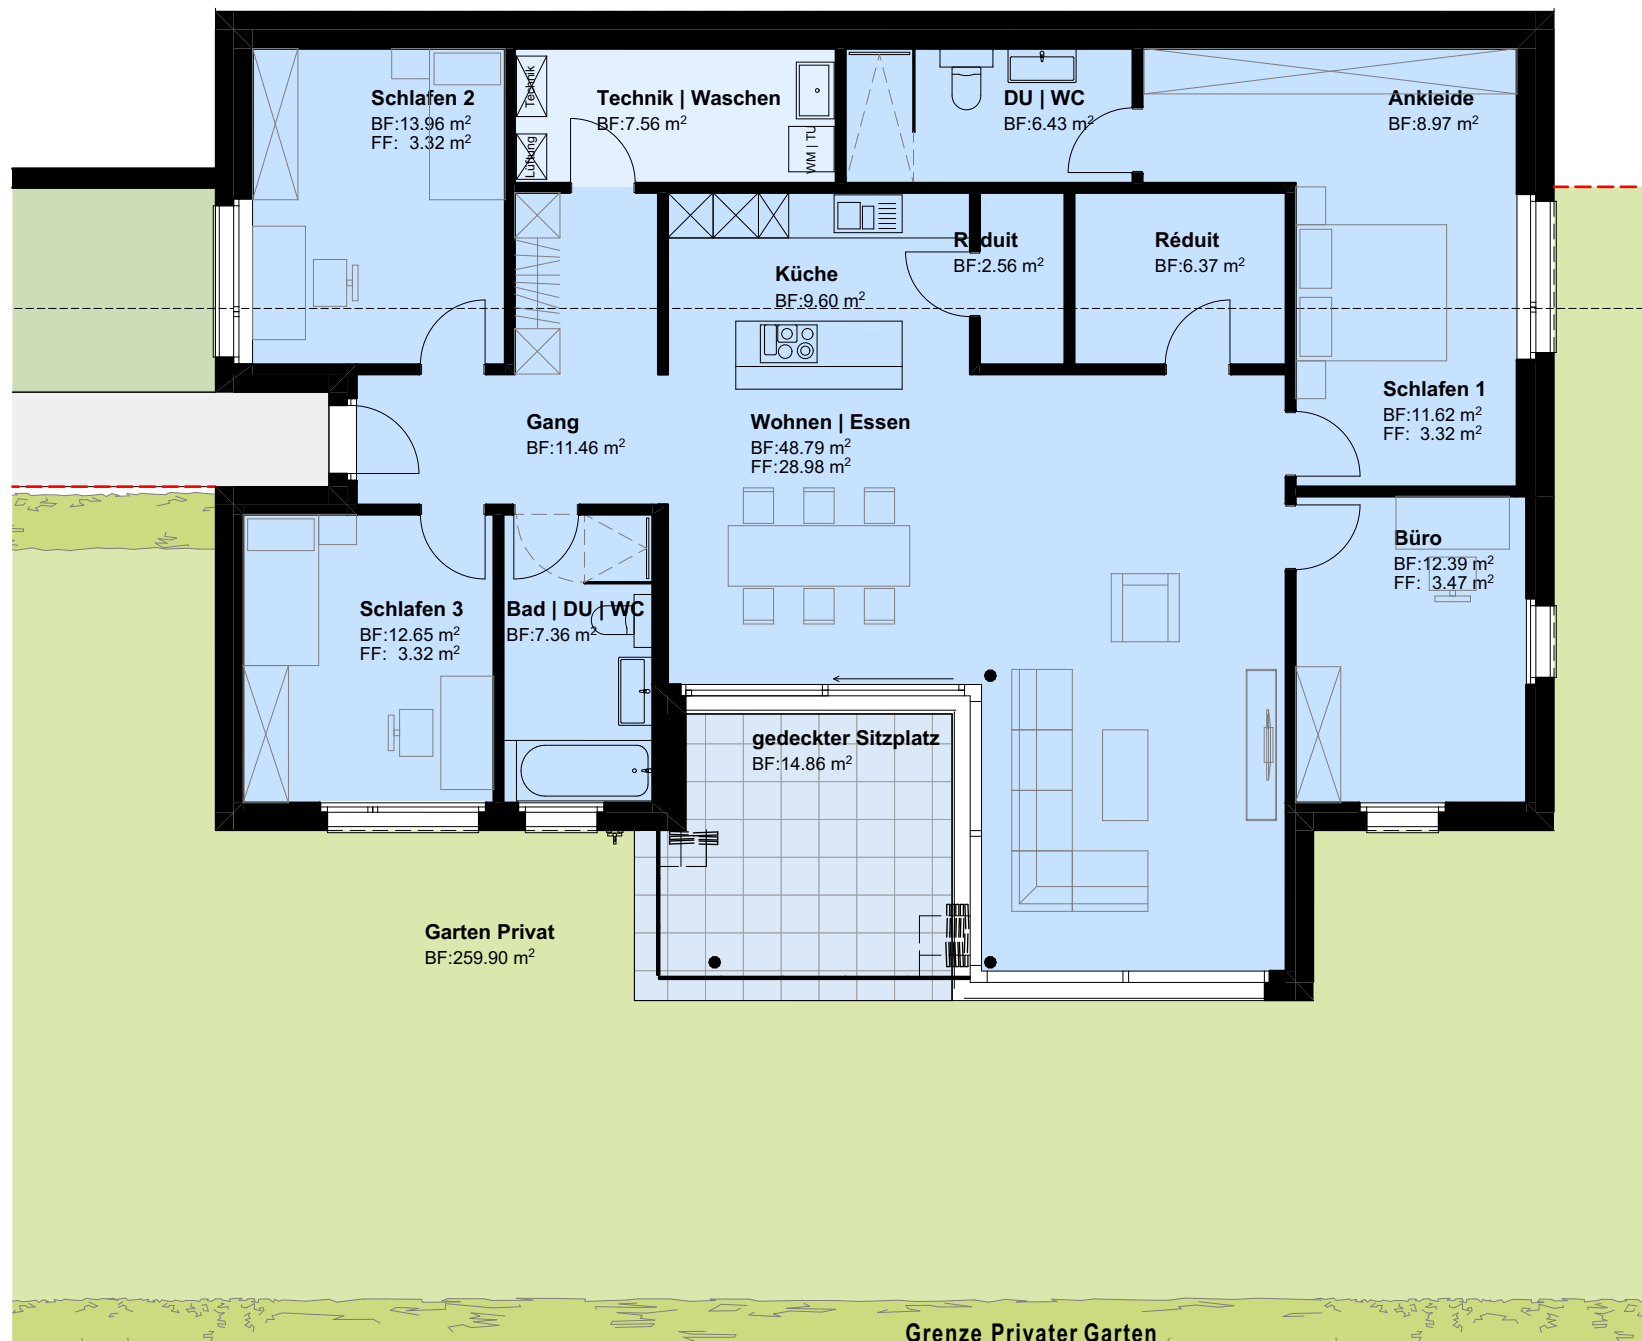 Schlafen 2
BF:13.96 m²
FF: 3.32 m²
Technik
Lüftung
Technik | Waschen
BF:7.56 m²
WM | TU
DU | WC
BF:6.43 m²
Ankleide
BF:8.97 m²
Küche
BF:9.60 m²
Réduit
BF:2.56 m²
Réduit
BF:6.37 m²
Schlafen 1
BF:11.62 m²
FF: 3.32 m²
Gang
BF:11.46 m²
Wohnen | Essen
BF:48.79 m²
FF:28.98 m²
Büro
BF:12.39 m²
FF: 3.47 m²
Schlafen 3
BF:12.65 m²
FF: 3.32 m²
Bad | DU | WC
BF:7.36 m²
gedeckter Sitzplatz
BF:14.86 m²
Garten Privat
BF:259.90 m²
Grenze Privater Garten